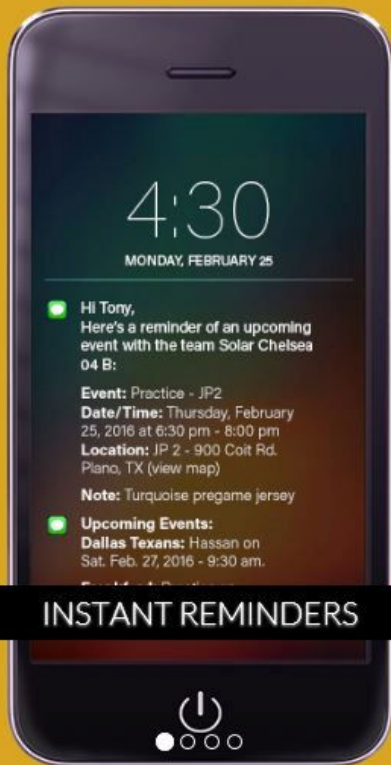 4:30
MONDAY, FEBRUARY 25
Hi Tony,
Here's a reminder of an upcoming
event with the team Solar Chelsea
04 B:
Event: Practice - JP2
Date/Time: Thursday, February
25, 2016 at 6:30 pm - 8:00 pm
Location: JP 2 - 900 Coit Rd.
Plano, TX (view map)
Note: Turquoise pregame jersey
Upcoming Events:
Dallas Texans: Hassan on
Sat. Feb. 27, 2016 - 9:30 am.
INSTANT REMINDERS